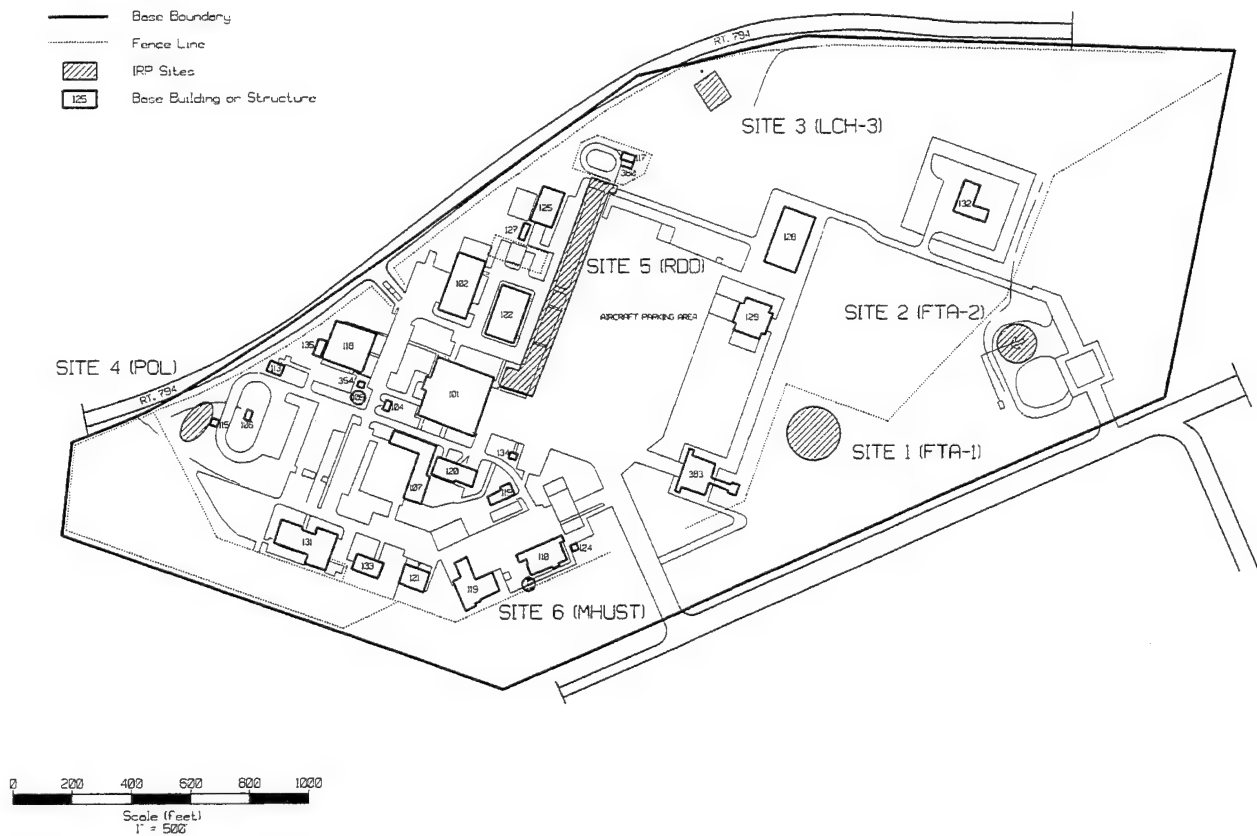 Base Boundary
Fence Line
IRP Sites
125 Base Building or Structure
RT. 794
SITE 3 (LCH-3)
117
125
127
132
128
SITE 5 (RDD)
102
122
AIRCRAFT PARKING AREA
129
SITE 2 (FTA-2)
118
135
SITE 4 (POL)
113
354
RT. 794
104
101
115
106
134
SITE 1 (FTA-1)
120
383
107
131
110
124
133
121
119
SITE 6 (MHUST)
0 200 400 600 800 1000
Scale (feet)
1" = 500'